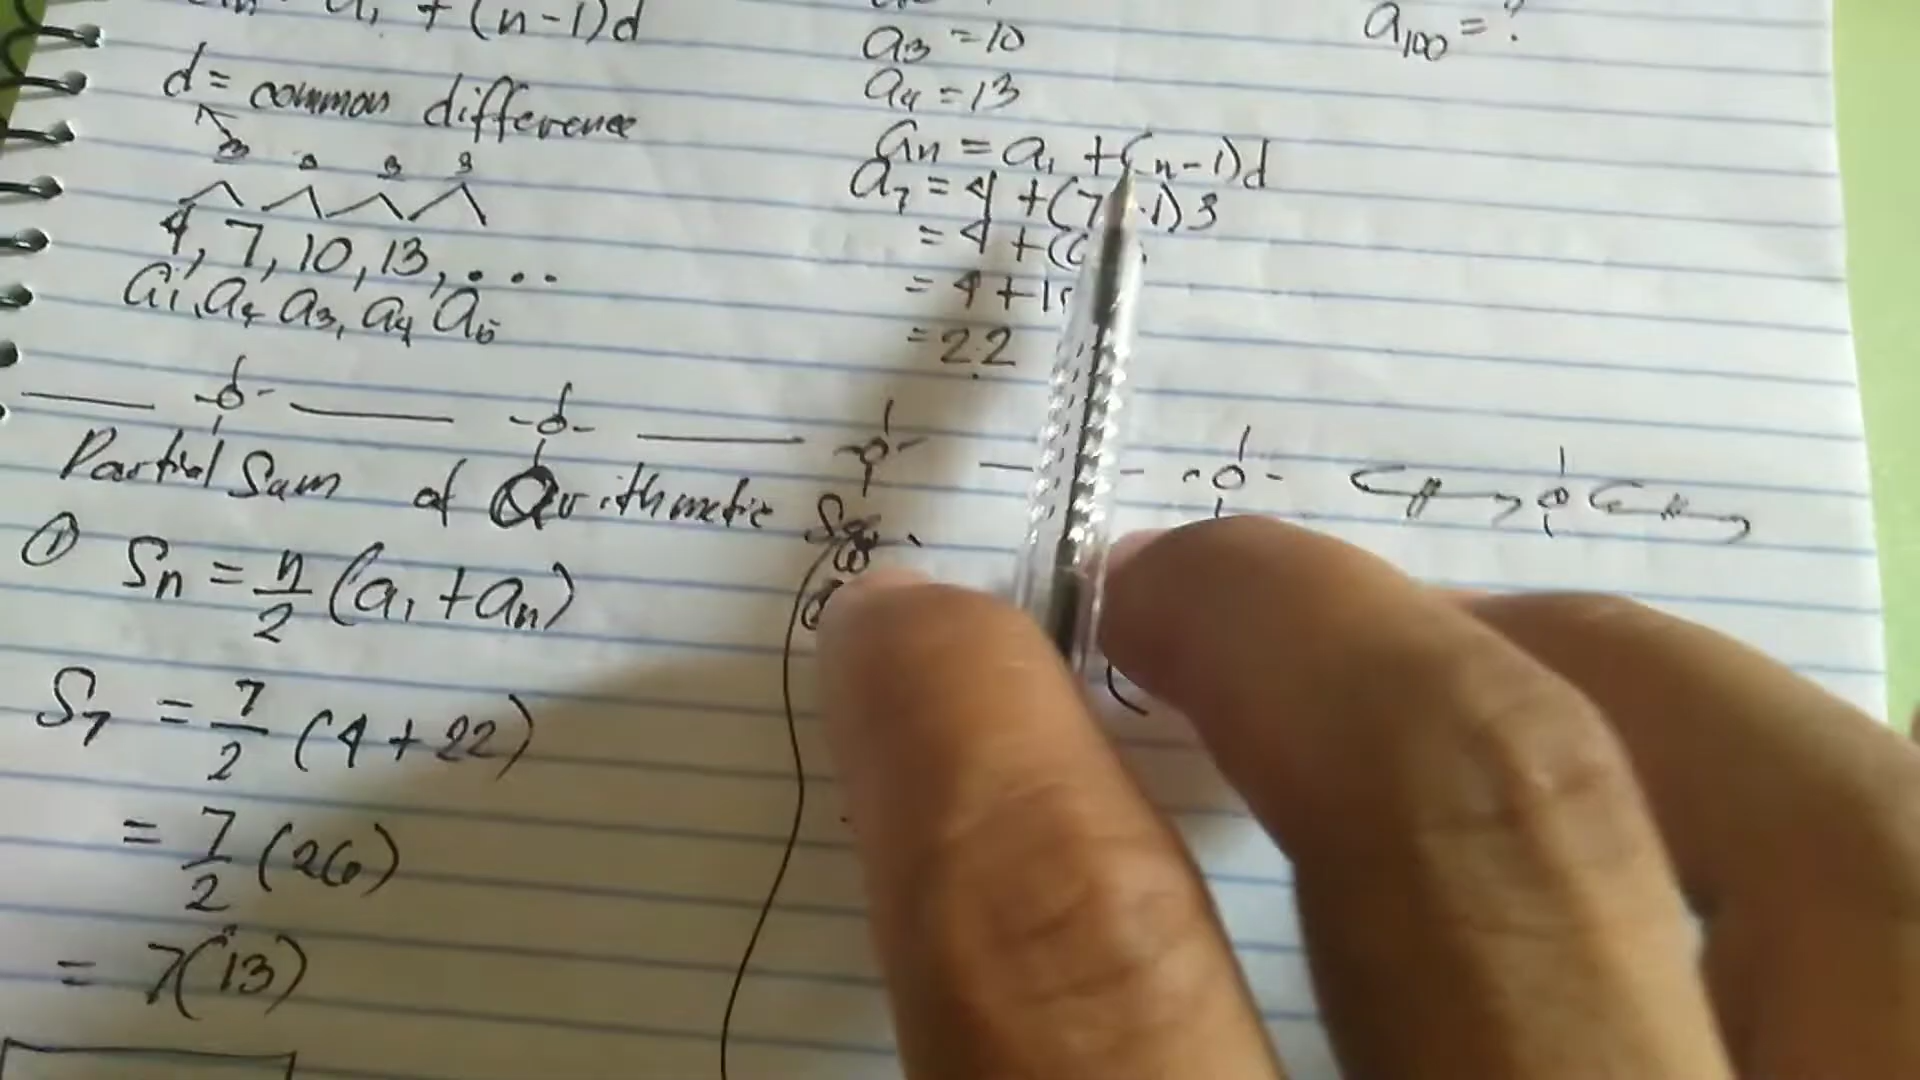 a₁ + (n-1)d
d = common difference
3 3 3 3
4, 7, 10, 13, . . .
a₁, a₂ a₃, a₄ a₅
a₃ = 10
a₄ = 13
aₙ = a₁ + (n-1)d
a₇ = 4 + (7-1)3
= 4 + (
= 4 + 1
= 22
a₁₀₀ = ?
Partial Sum of Arithmetic
① Sₙ = n/2 (a₁ + aₙ)
S₇ = 7/2 (4 + 22)
= 7/2 (26)
= 7(13)